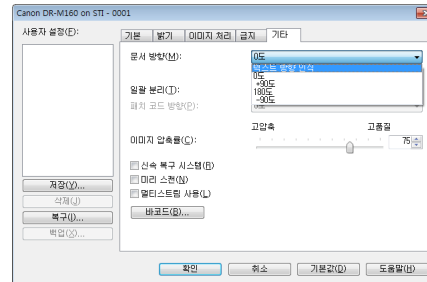 Canon DR-M160 on STI - 0001
사용자 설정(F):
기본 밝기 이미지 처리 급지 기타
문서 방향(M):
0도
텍스트 방향 인식
0도
+90도
180도
-90도
일괄 분리(T):
패치 코드 방향(P):
고압축 고품질
이미지 압축률(C):
75
신속 복구 시스템(R)
미리 스캔(N)
멀티스트림 사용(L)
바코드(B)...
저장(V)...
삭제(J)
복구(I)...
백업(X)...
확인 취소 기본값(D) 도움말(H)